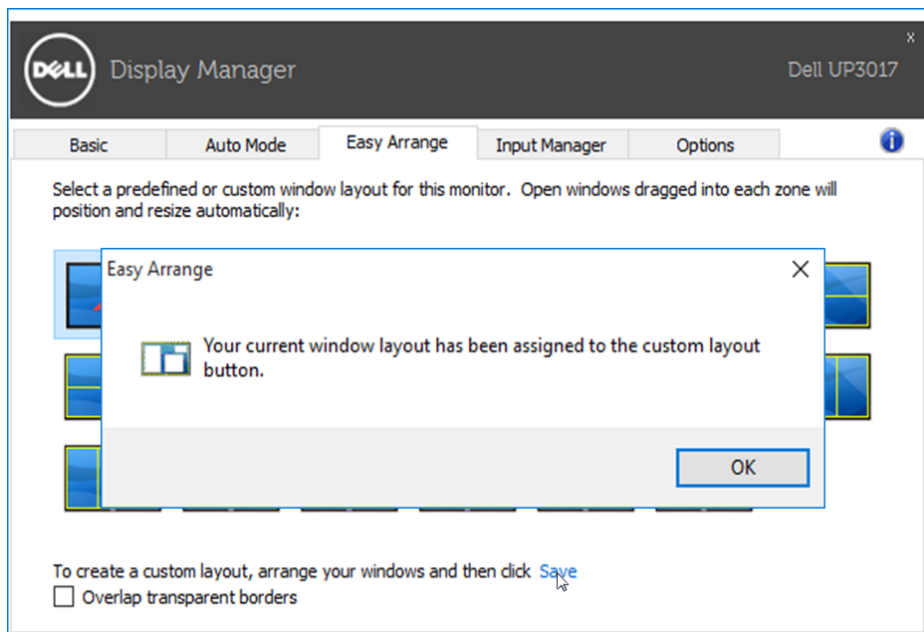 DELL
Display Manager
x
Dell UP3017
Basic
Auto Mode
Easy Arrange
Input Manager
Options
i
Select a predefined or custom window layout for this monitor. Open windows dragged into each zone will
position and resize automatically:
Easy Arrange
Your current window layout has been assigned to the custom layout
button.
OK
To create a custom layout, arrange your windows and then click Save
Overlap transparent borders